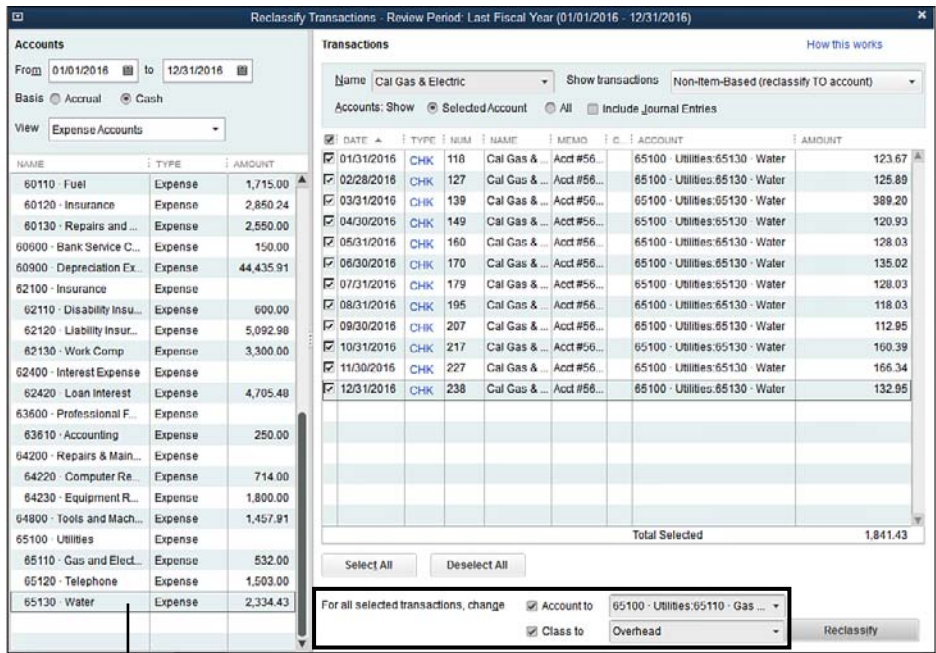 Reclassify Transactions - Review Period: Last Fiscal Year (01/01/2016 - 12/31/2016)
Accounts
From 01/01/2016 to 12/31/2016
Basis Accrual Cash
View Expense Accounts
NAME TYPE AMOUNT
60110 · Fuel Expense 1,715.00
60120 · Insurance Expense 2,850.24
60130 · Repairs and ... Expense 2,550.00
60600 · Bank Service C... Expense 150.00
60900 · Depreciation Ex... Expense 44,435.91
62100 · Insurance Expense
62110 · Disability Insu... Expense 600.00
62120 · Liability Insur... Expense 5,092.98
62130 · Work Comp Expense 3,300.00
62400 · Interest Expense Expense
62420 · Loan Interest Expense 4,705.48
63600 · Professional F... Expense
63610 · Accounting Expense 250.00
64200 · Repairs & Main... Expense
64220 · Computer Re... Expense 714.00
64230 · Equipment R... Expense 1,800.00
64800 · Tools and Mach... Expense 1,457.91
65100 · Utilities Expense
65110 · Gas and Elect... Expense 532.00
65120 · Telephone Expense 1,503.00
65130 · Water Expense 2,334.43
Transactions How this works
Name Cal Gas & Electric Show transactions Non-Item-Based (reclassify TO account)
Accounts: Show Selected Account All Include Journal Entries
DATE TYPE NUM NAME MEMO C... ACCOUNT AMOUNT
01/31/2016 CHK 118 Cal Gas & ... Acct #56... 65100 · Utilities:65130 · Water 123.67
02/28/2016 CHK 127 Cal Gas & ... Acct #56... 65100 · Utilities:65130 · Water 125.89
03/31/2016 CHK 139 Cal Gas & ... Acct #56... 65100 · Utilities:65130 · Water 389.20
04/30/2016 CHK 149 Cal Gas & ... Acct #56... 65100 · Utilities:65130 · Water 120.93
05/31/2016 CHK 160 Cal Gas & ... Acct #56... 65100 · Utilities:65130 · Water 128.03
06/30/2016 CHK 170 Cal Gas & ... Acct #56... 65100 · Utilities:65130 · Water 135.02
07/31/2016 CHK 179 Cal Gas & ... Acct #56... 65100 · Utilities:65130 · Water 128.03
08/31/2016 CHK 195 Cal Gas & ... Acct #56... 65100 · Utilities:65130 · Water 118.03
09/30/2016 CHK 207 Cal Gas & ... Acct #56... 65100 · Utilities:65130 · Water 112.95
10/31/2016 CHK 217 Cal Gas & ... Acct #56... 65100 · Utilities:65130 · Water 160.39
11/30/2016 CHK 227 Cal Gas & ... Acct #56... 65100 · Utilities:65130 · Water 166.34
12/31/2016 CHK 238 Cal Gas & ... Acct #56... 65100 · Utilities:65130 · Water 132.95
Total Selected 1,841.43
Select All Deselect All
For all selected transactions, change Account to 65100 · Utilities:65110 · Gas ...
Class to Overhead Reclassify